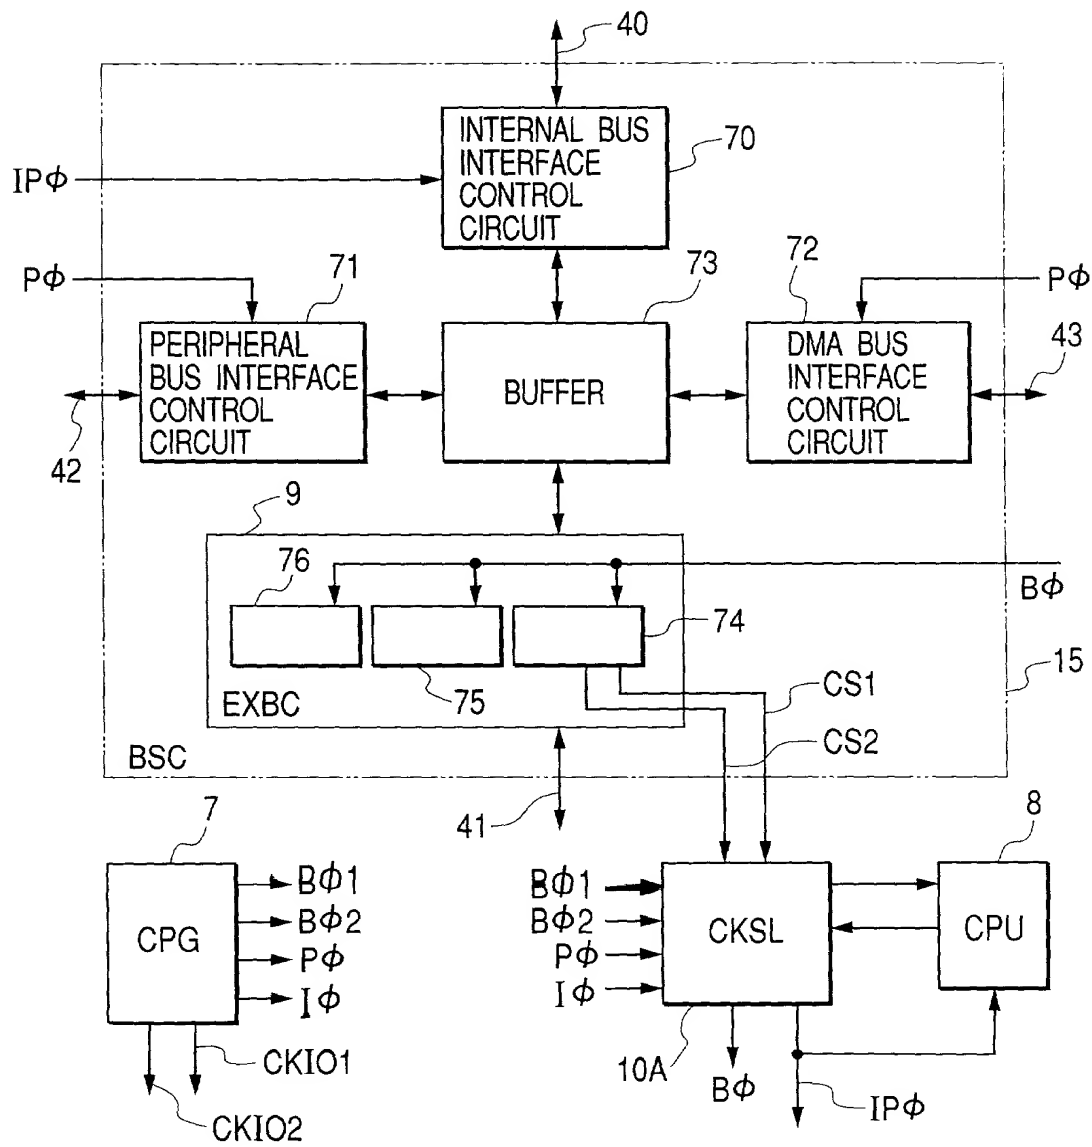 40
INTERNAL BUS
INTERFACE
CONTROL
CIRCUIT
70
IPΦ
PΦ
71
73
72
PΦ
PERIPHERAL
BUS INTERFACE
CONTROL
CIRCUIT
BUFFER
DMA BUS
INTERFACE
CONTROL
CIRCUIT
43
42
9
76
BΦ
74
75
EXBC
15
CS1
CS2
BSC
41
7
8
CPG
BΦ1
BΦ2
PΦ
IΦ
BΦ1
BΦ2
PΦ
IΦ
CKSL
CPU
CKIO1
CKIO2
10A
BΦ
IPΦ